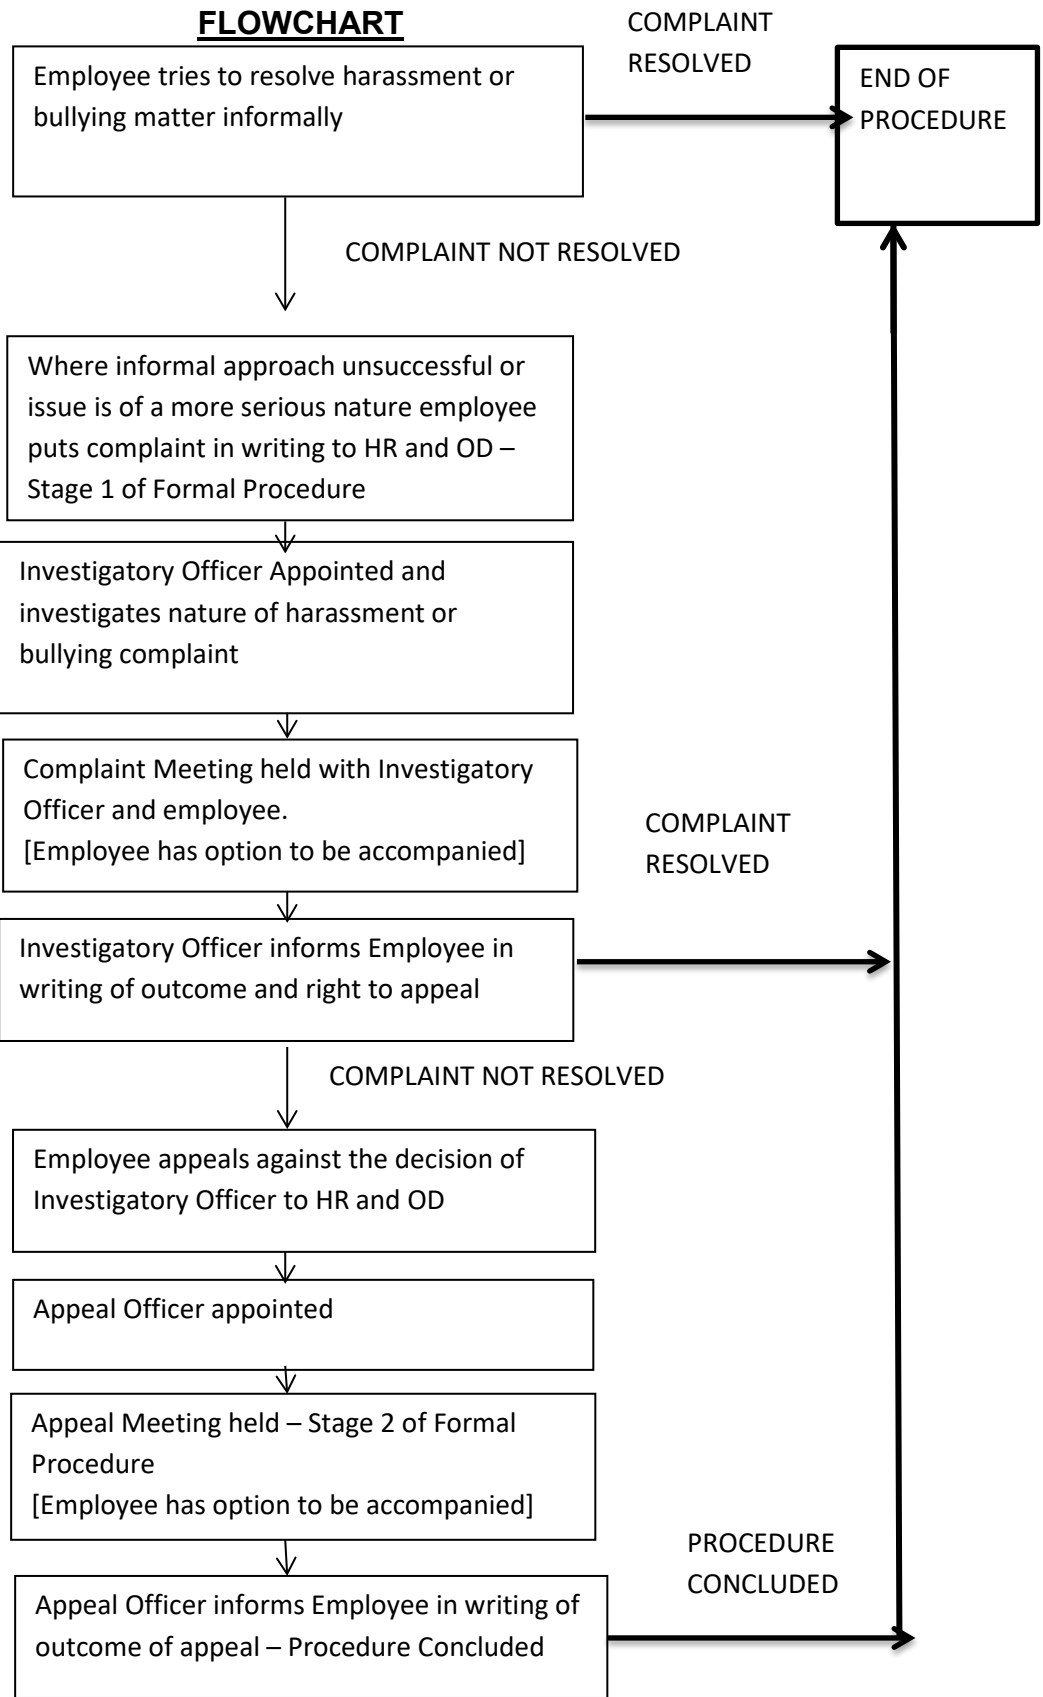 FLOWCHART
COMPLAINT
RESOLVED
Employee tries to resolve harassment or
bullying matter informally
END OF
PROCEDURE
COMPLAINT NOT RESOLVED
Where informal approach unsuccessful or
issue is of a more serious nature employee
puts complaint in writing to HR and OD –
Stage 1 of Formal Procedure
Investigatory Officer Appointed and
investigates nature of harassment or
bullying complaint
Complaint Meeting held with Investigatory
Officer and employee.
[Employee has option to be accompanied]
COMPLAINT
RESOLVED
Investigatory Officer informs Employee in
writing of outcome and right to appeal
COMPLAINT NOT RESOLVED
Employee appeals against the decision of
Investigatory Officer to HR and OD
Appeal Officer appointed
Appeal Meeting held – Stage 2 of Formal
Procedure
[Employee has option to be accompanied]
PROCEDURE
CONCLUDED
Appeal Officer informs Employee in writing of
outcome of appeal – Procedure Concluded